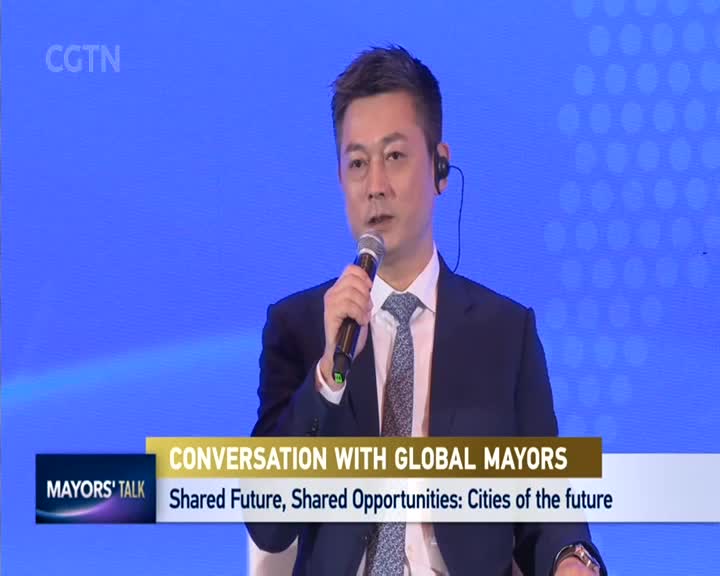 CGTN
CONVERSATION WITH GLOBAL MAYORS
MAYORS' TALK
Shared Future, Shared Opportunities: Cities of the future